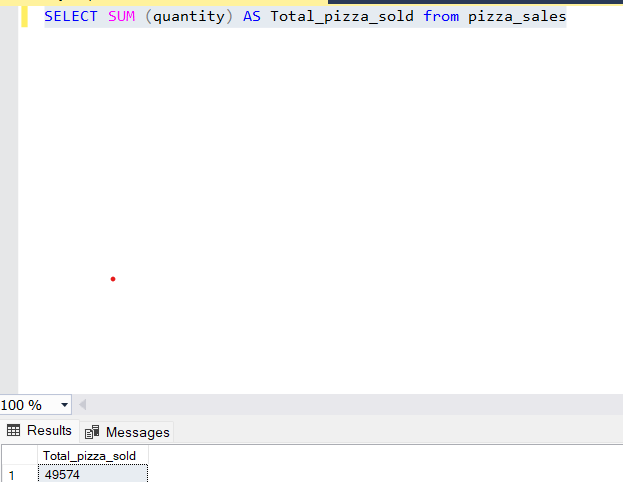 SELECT SUM (quantity) AS Total_pizza_sold from pizza_sales
100 %
Results Messages
Total_pizza_sold
1 49574